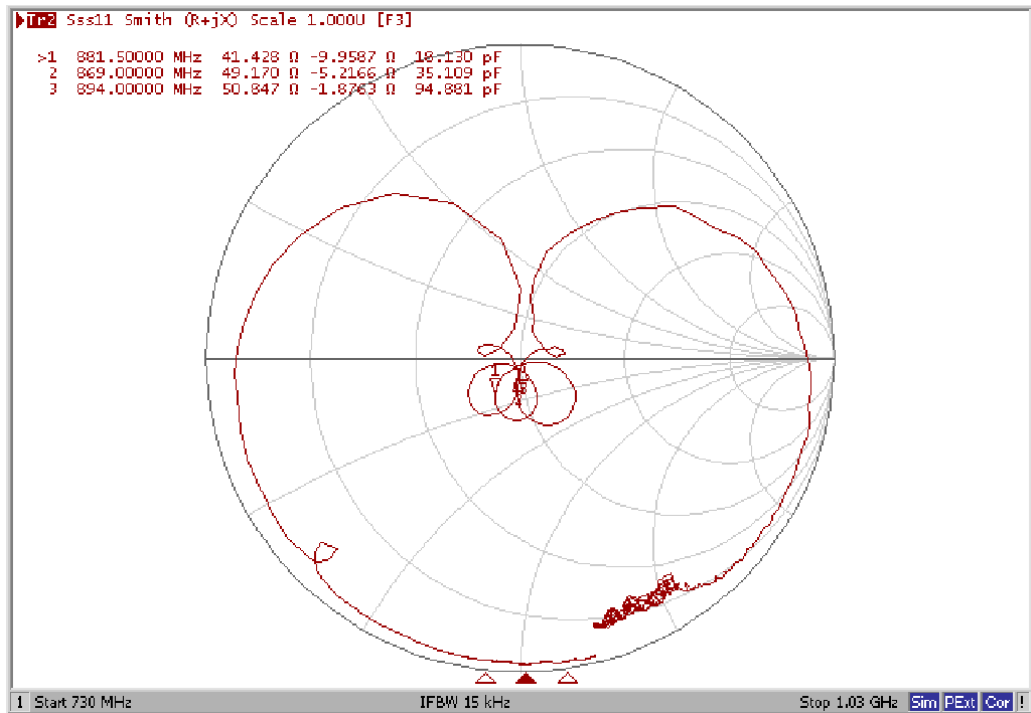 Tr2 Sss11 Smith (R+jX) Scale 1.000U [F3]
>1 881.50000 MHz 41.428 Ω -9.9587 Ω 18.130 pF
2 869.00000 MHz 49.170 Ω -5.2166 Ω 35.109 pF
3 894.00000 MHz 50.847 Ω -1.8763 Ω 94.881 pF
1
1 Start 730 MHz IFBW 15 kHz Stop 1.03 GHz Sim PExt Cor !